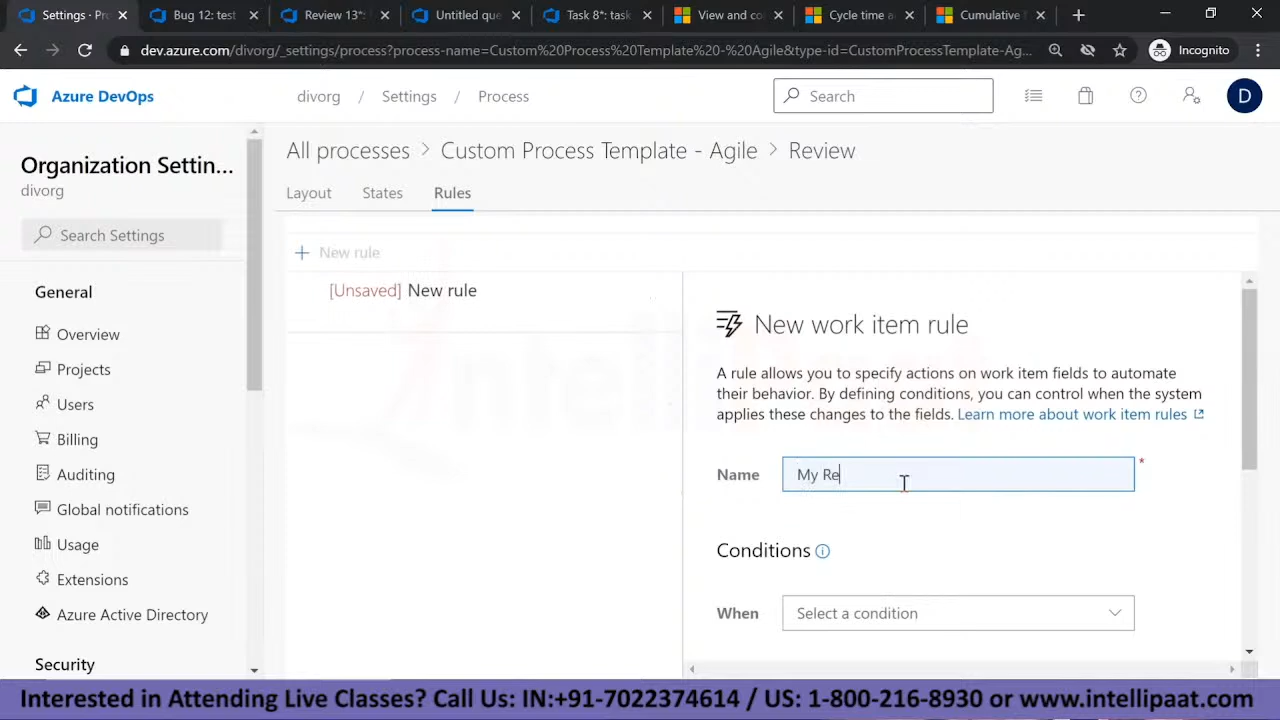 Settings - Pro
Bug 12: test
Review 13*:
Untitled que
Task 8*: task
View and co
Cycle time a
Cumulative
dev.azure.com/divorg/_settings/process?process-name=Custom%20Process%20Template%20-%20Agile&type-id=CustomProcessTemplate-Ag...
Incognito
Azure DevOps
divorg / Settings / Process
Search
D
Organization Settin...
divorg
Search Settings
General
Overview
Projects
Users
Billing
Auditing
Global notifications
Usage
Extensions
Azure Active Directory
Security
All processes > Custom Process Template - Agile > Review
Layout States Rules
+ New rule
[Unsaved] New rule
New work item rule
A rule allows you to specify actions on work item fields to automate
their behavior. By defining conditions, you can control when the system
applies these changes to the fields. Learn more about work item rules
Name My Re *
Conditions
When Select a condition
Interested in Attending Live Classes? Call Us: IN:+91-7022374614 / US: 1-800-216-8930 or www.intellipaat.com